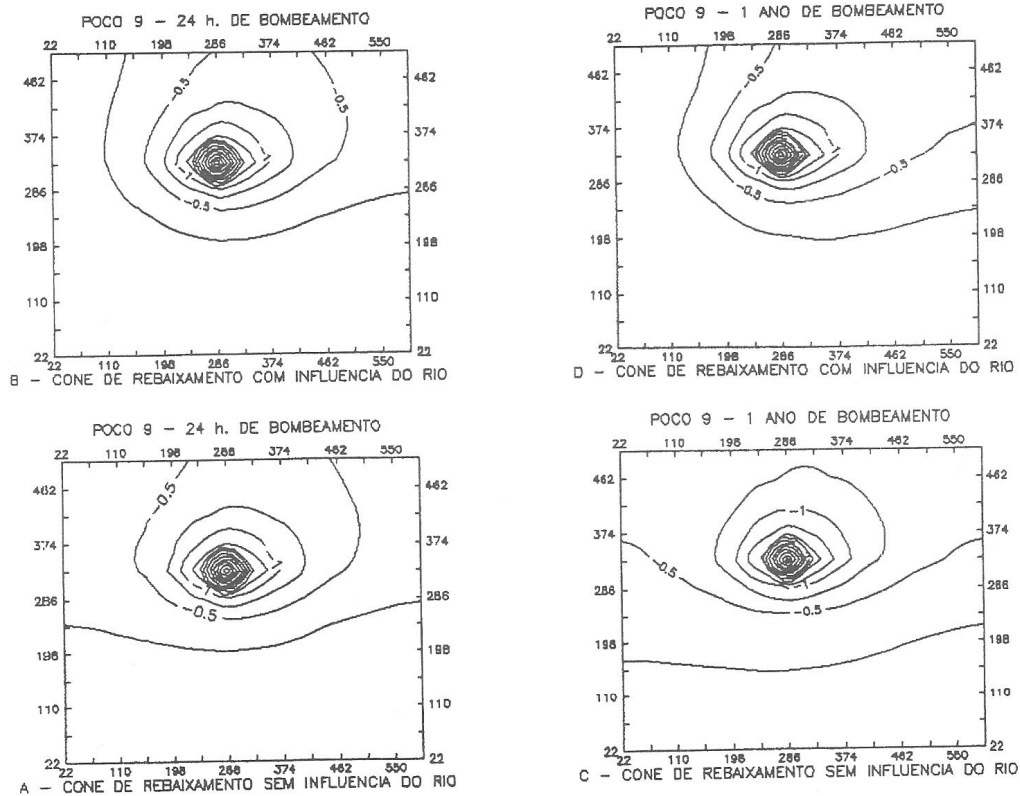 POCO 9 – 24 h. DE BOMBEAMENTO
22 110 198 286 374 462 550
462 462
374 374
286 286
198 198
110 110
22 22
-0.5 -0.5 -1 -1 -0.5
22 110 198 286 374 462 550
B – CONE DE REBAIXAMENTO COM INFLUENCIA DO RIO
POCO 9 – 1 ANO DE BOMBEAMENTO
22 110 198 286 374 462 550
462 462
374 374
286 286
198 198
110 110
22 22
-0.5 -1 -1 -0.5 -0.5
22 110 198 286 374 462 550
D – CONE DE REBAIXAMENTO COM INFLUENCIA DO RIO
POCO 9 – 24 h. DE BOMBEAMENTO
22 110 198 286 374 462 550
462 462
374 374
286 286
198 198
110 110
22 22
-0.5 -1 -1 -0.5
22 110 198 286 374 462 550
A – CONE DE REBAIXAMENTO SEM INFLUENCIA DO RIO
POCO 9 – 1 ANO DE BOMBEAMENTO
22 110 198 286 374 462 550
462 462
374 374
286 286
198 198
110 110
22 22
-1 -0.5 -0.5 -1 -0.5
22 110 198 286 374 462 550
C – CONE DE REBAIXAMENTO SEM INFLUENCIA DO RIO